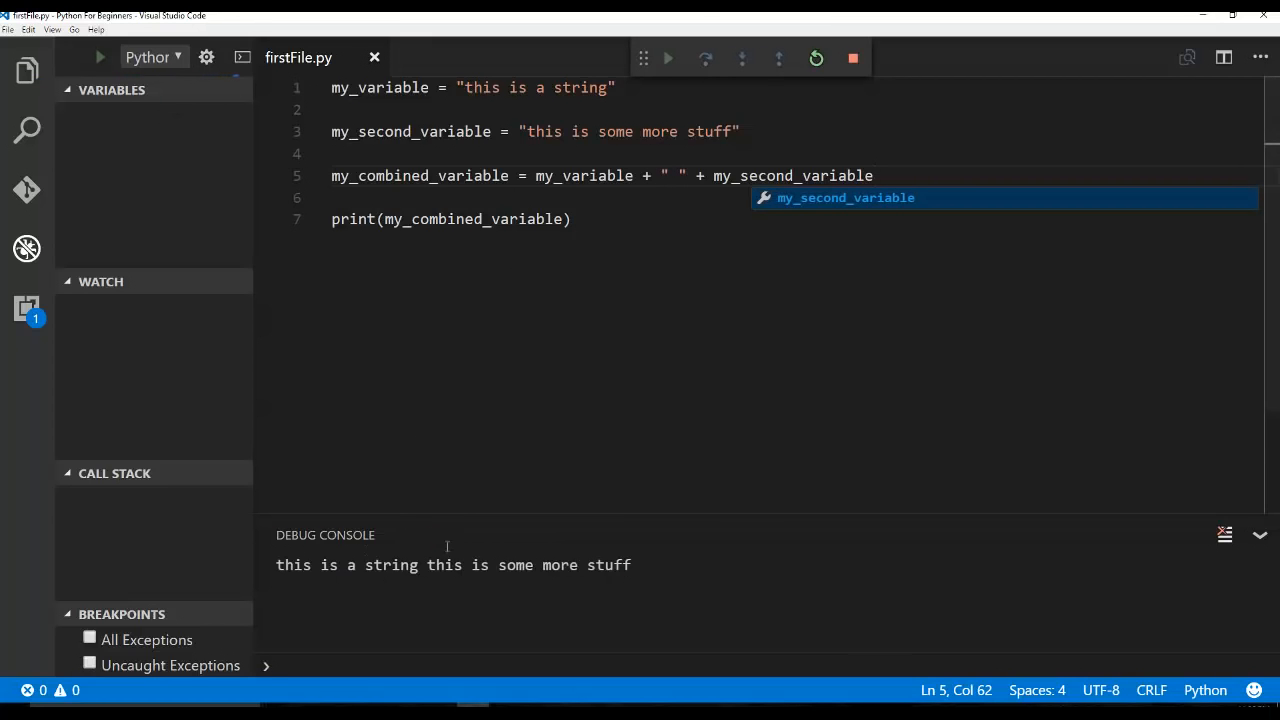 firstFile.py - Python For Beginners - Visual Studio Code
File Edit View Go Help
Python
firstFile.py
VARIABLES
WATCH
CALL STACK
BREAKPOINTS
All Exceptions
Uncaught Exceptions
1 my_variable = "this is a string"
2
3 my_second_variable = "this is some more stuff"
4
5 my_combined_variable = my_variable + " " + my_second_variable
my_second_variable
6
7 print(my_combined_variable)
DEBUG CONSOLE
this is a string this is some more stuff
1
0 0
Ln 5, Col 62 Spaces: 4 UTF-8 CRLF Python